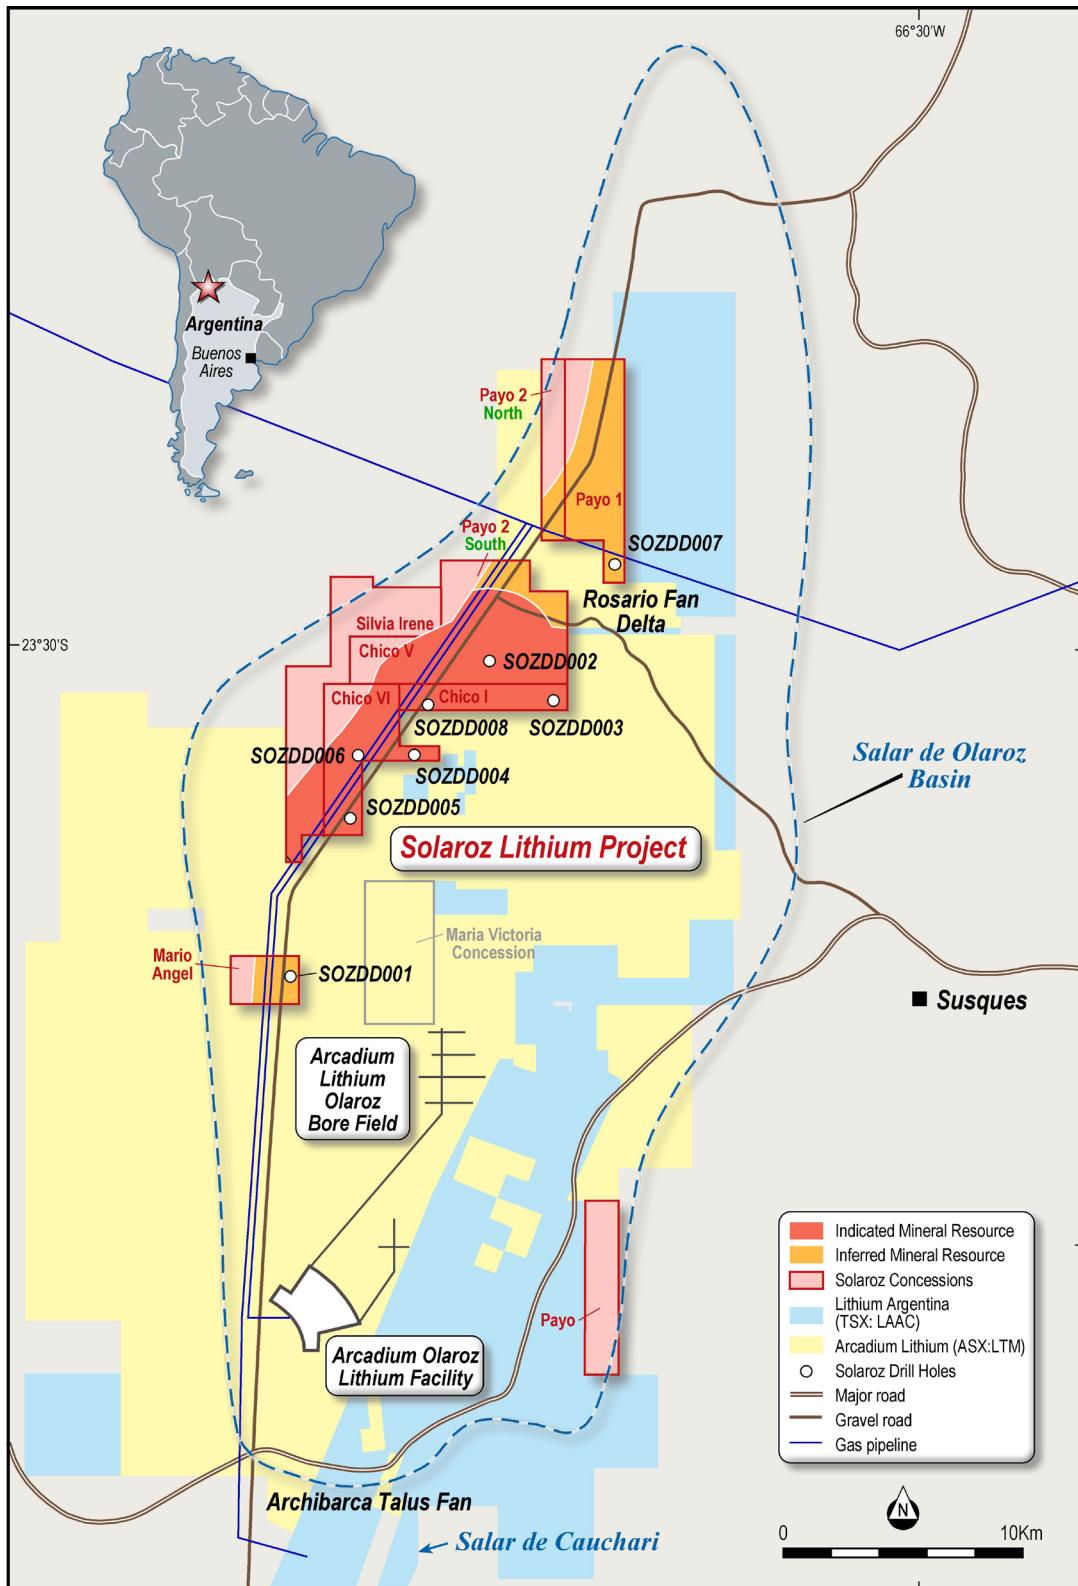 66°30'W
Argentina
Buenos
Aires
Payo 2
North
Payo 1
Payo 2
South
SOZDD007
Rosario Fan
Delta
23°30'S
Silvia Irene
Chico V
SOZDD002
Chico VI
Chico I
SOZDD008
SOZDD003
SOZDD006
SOZDD004
SOZDD005
Salar de Olaroz
Basin
Solaroz Lithium Project
Maria Victoria
Concession
Mario
Angel
SOZDD001
Susques
Arcadium
Lithium
Olaroz
Bore Field
Payo
Arcadium Olaroz
Lithium Facility
Archibarca Talus Fan
Salar de Cauchari
Indicated Mineral Resource
Inferred Mineral Resource
Solaroz Concessions
Lithium Argentina
(TSX: LAAC)
Arcadium Lithium (ASX:LTM)
Solaroz Drill Holes
Major road
Gravel road
Gas pipeline
N
0
10Km